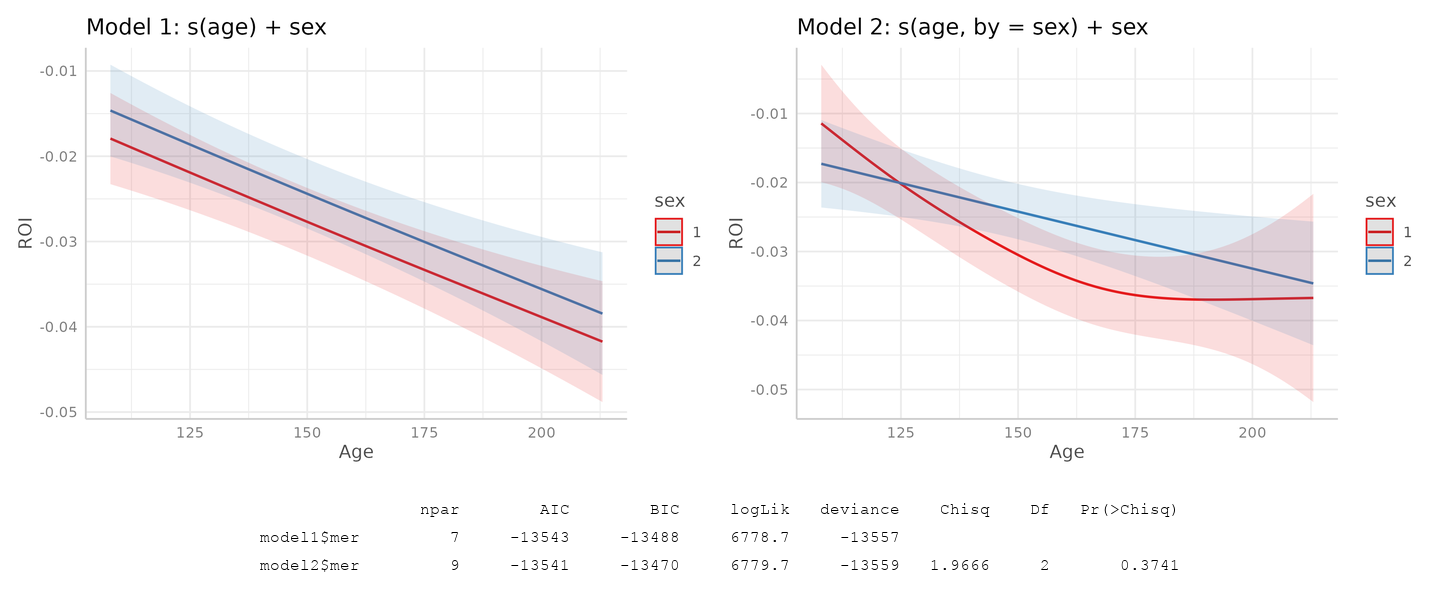 Model 1: s(age) + sex
-0.01
-0.02
-0.03
-0.04
-0.05
ROI
125 150 175 200
Age
sex
1
2
Model 2: s(age, by = sex) + sex
-0.01
-0.02
-0.03
-0.04
-0.05
ROI
125 150 175 200
Age
sex
1
2
npar AIC BIC logLik deviance Chisq Df Pr(>Chisq)
model1$mer 7 -13543 -13488 6778.7 -13557
model2$mer 9 -13541 -13470 6779.7 -13559 1.9666 2 0.3741